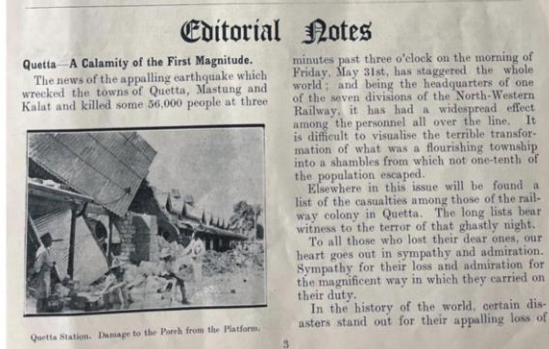 Editorial Notes
Quetta—A Calamity of the First Magnitude.
The news of the appalling earthquake which
wrecked the towns of Quetta, Mastung and
Kalat and killed some 56,000 people at three
Quetta Station. Damage to the Porch from the Platform.
minutes past three o'clock on the morning of
Friday, May 31st, has staggered the whole
world; and being the headquarters of one
of the seven divisions of the North-Western
Railway, it has had a widespread effect
among the personnel all over the line. It
is difficult to visualise the terrible transfor-
mation of what was a flourishing township
into a shambles from which not one-tenth of
the population escaped.
Elsewhere in this issue will be found a
list of the casualties among those of the rail-
way colony in Quetta. The long lists bear
witness to the terror of that ghastly night.
To all those who lost their dear ones, our
heart goes out in sympathy and admiration.
Sympathy for their loss and admiration for
the magnificent way in which they carried on
their duty.
In the history of the world, certain dis-
asters stand out for their appalling loss of
3